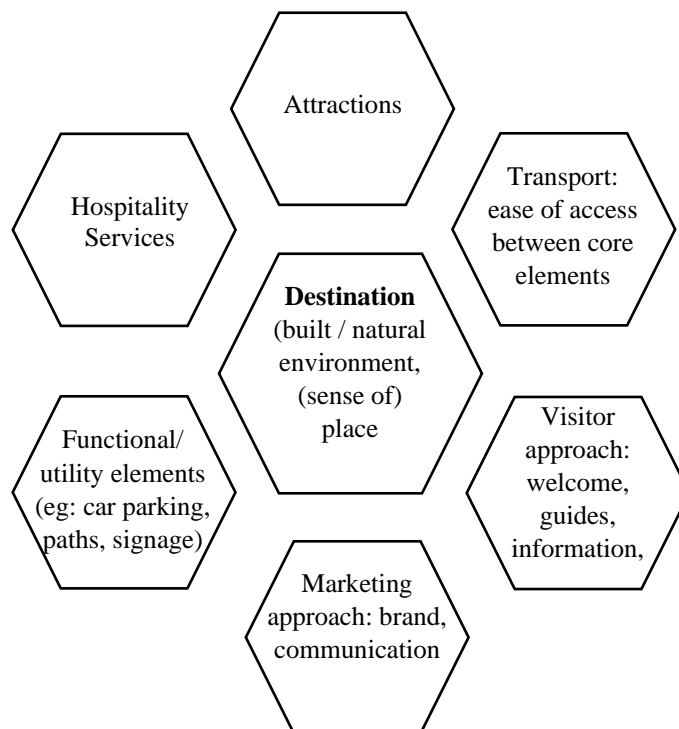 Attractions
Hospitality
Services
Transport:
ease of access
between core
elements
Destination
(built / natural
environment,
(sense of)
place
Functional/
utility elements
(eg: car parking,
paths, signage)
Visitor
approach:
welcome,
guides,
information,
Marketing
approach: brand,
communication